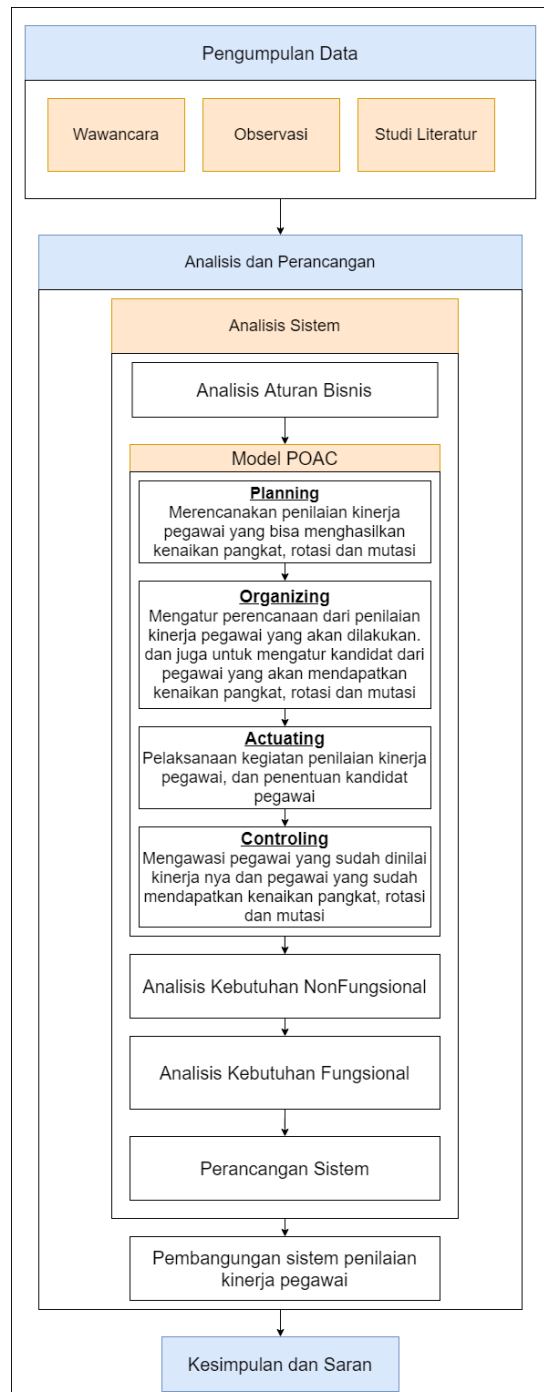 Pengumpulan Data
Wawancara
Observasi
Studi Literatur
Analisis dan Perancangan
Analisis Sistem
Analisis Aturan Bisnis
Model POAC
Planning
Merencanakan penilaian kinerja
pegawai yang bisa menghasilkan
kenaikan pangkat, rotasi dan mutasi
Organizing
Mengatur perencanaan dari penilaian
kinerja pegawai yang akan dilakukan.
dan juga untuk mengatur kandidat dari
pegawai yang akan mendapatkan
kenaikan pangkat, rotasi dan mutasi
Actuating
Pelaksanaan kegiatan penilaian kinerja
pegawai, dan penentuan kandidat
pegawai
Controling
Mengawasi pegawai yang sudah dinilai
kinerja nya dan pegawai yang sudah
mendapatkan kenaikan pangkat, rotasi
dan mutasi
Analisis Kebutuhan NonFungsional
Analisis Kebutuhan Fungsional
Perancangan Sistem
Pembangungan sistem penilaian
kinerja pegawai
Kesimpulan dan Saran